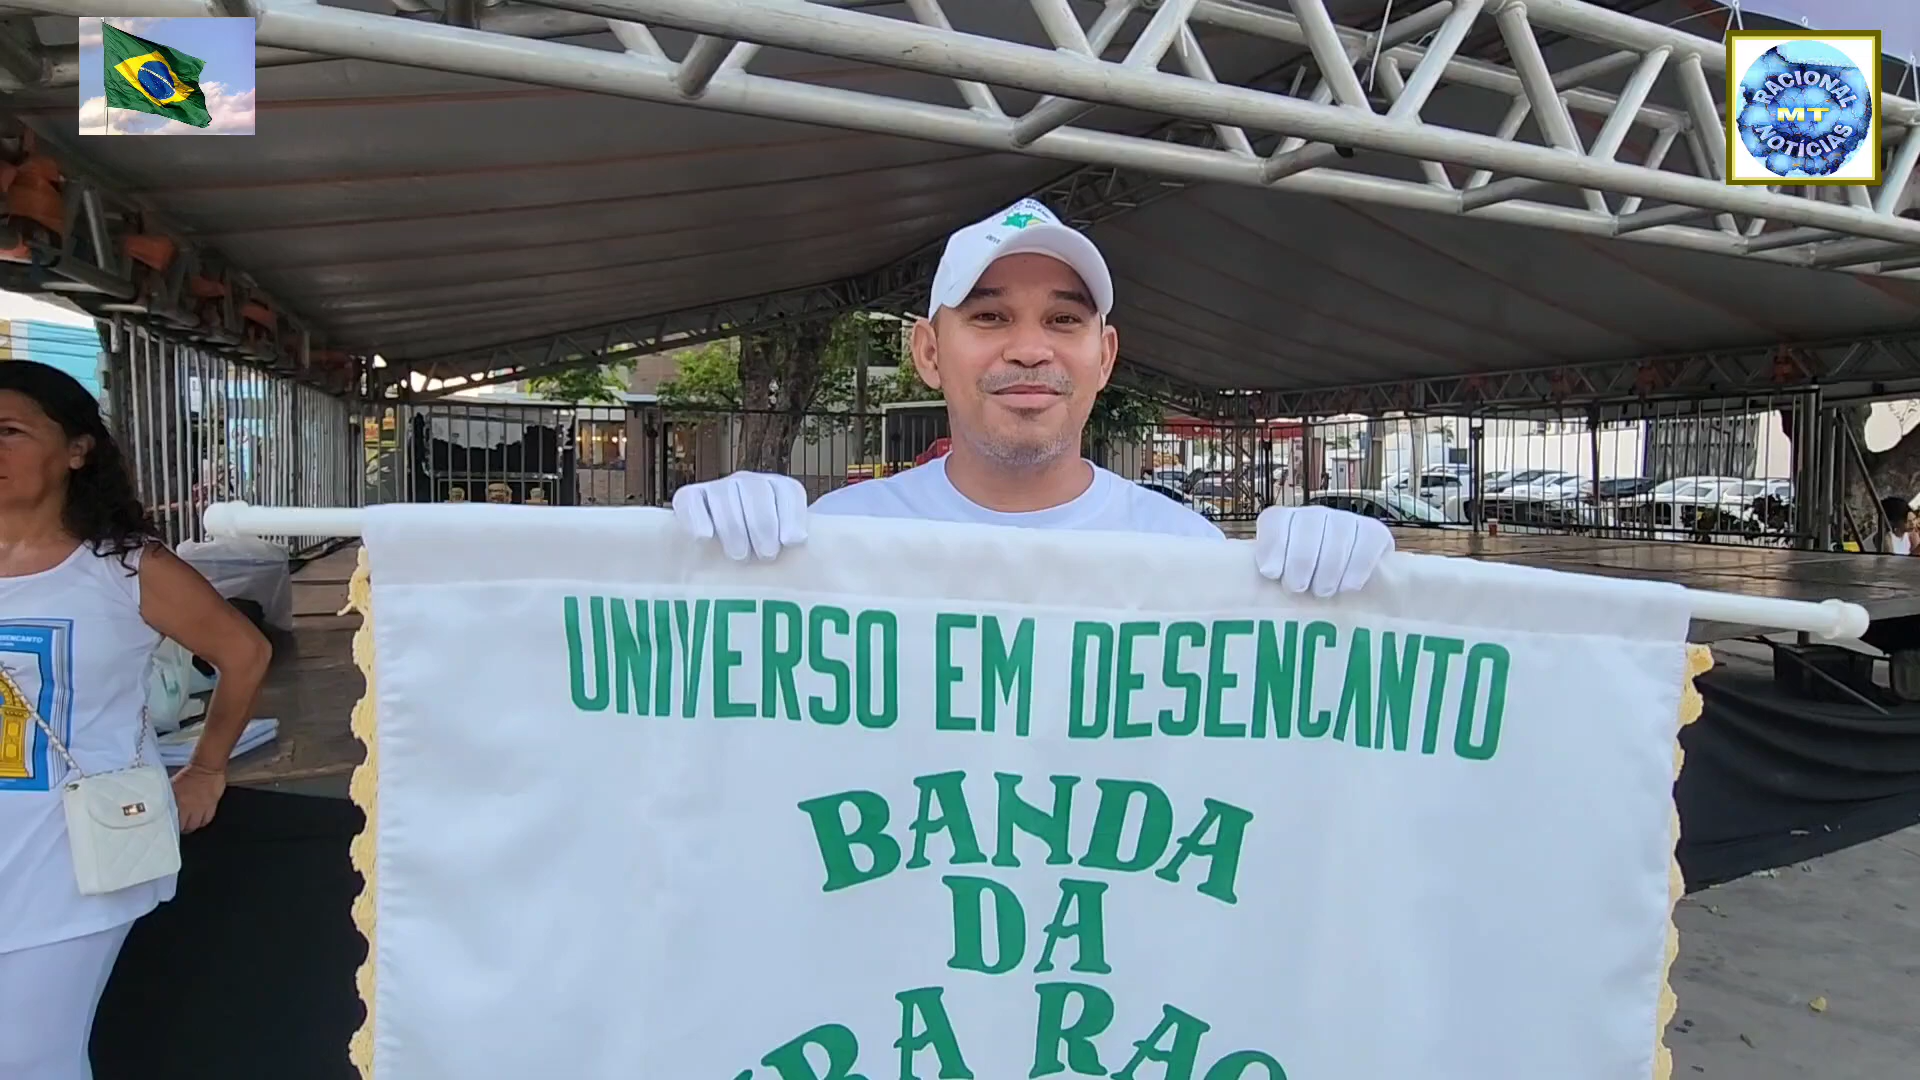 RACIONAL
MT
NOTÍCIAS
UNIVERSO EM DESENCANTO
BANDA
DA